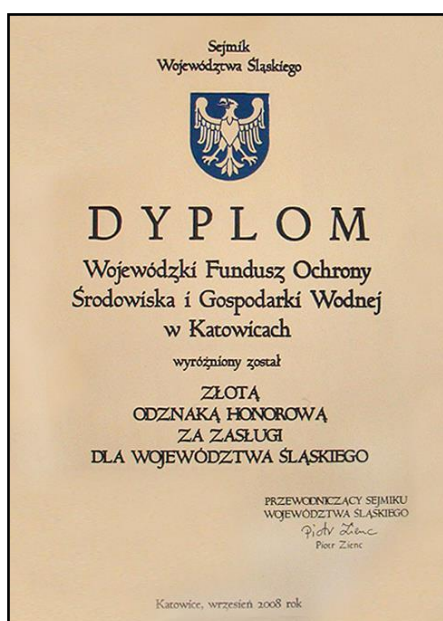 Sejmik
Województwa Śląskiego
DYPLOM
Wojewódzki Fundusz Ochrony
Środowiska i Gospodarki Wodnej
w Katowicach
wyróżniony został
ZŁOTĄ
ODZNAKĄ HONOROWĄ
ZA ZASŁUGI
DLA WOJEWÓDZTWA ŚLĄSKIEGO
PRZEWODNICZĄCY SEJMIKU
WOJEWÓDZTWA ŚLĄSKIEGO
Piotr Zienc
Piotr Zienc
Katowice, wrzesień 2008 rok